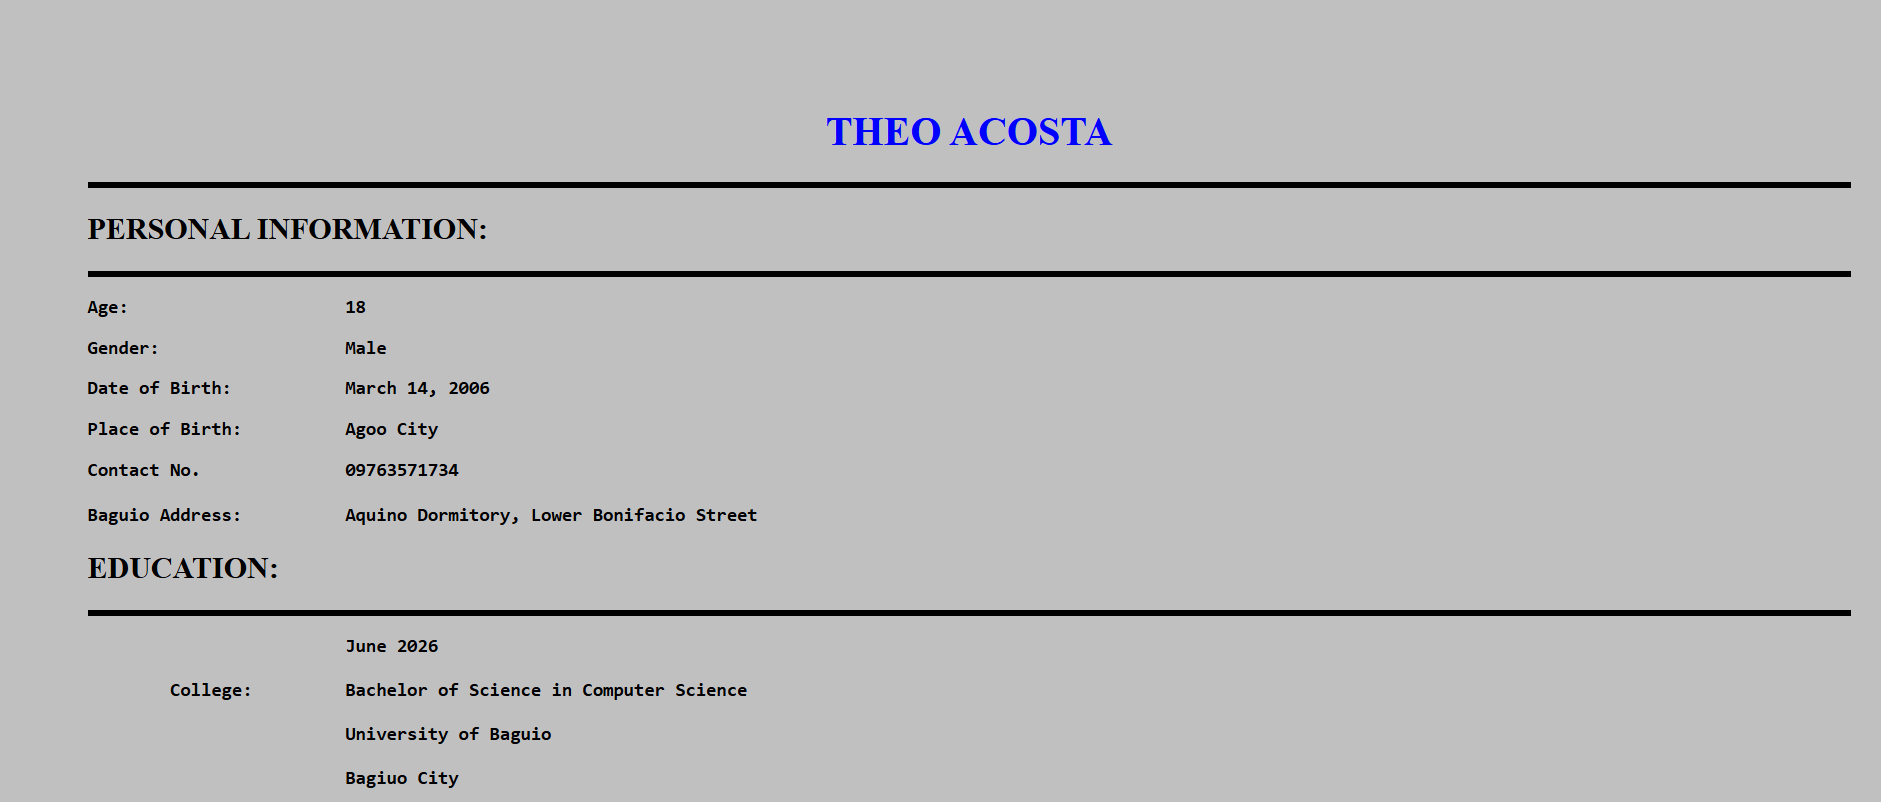 THEO ACOSTA
PERSONAL INFORMATION:
Age: 18
Gender: Male
Date of Birth: March 14, 2006
Place of Birth: Agoo City
Contact No. 09763571734
Baguio Address: Aquino Dormitory, Lower Bonifacio Street
EDUCATION:
June 2026
College: Bachelor of Science in Computer Science
University of Baguio
Bagiuo City